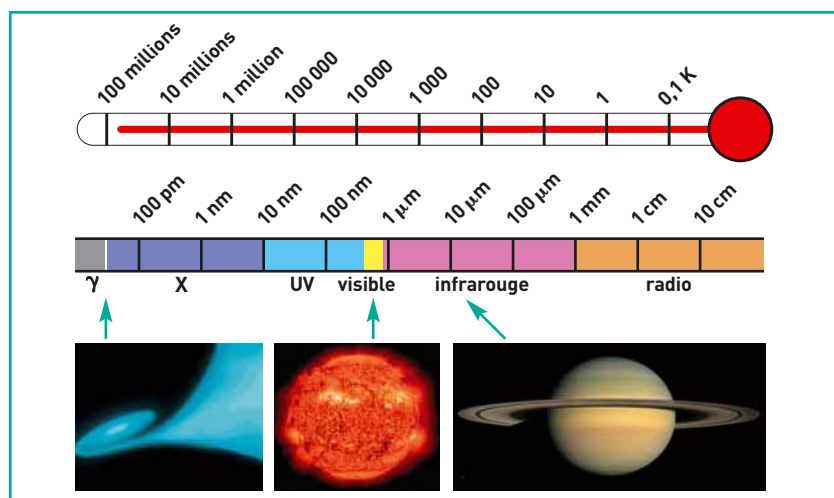 100 millions 10 millions 1 million 100 000 10 000 1 000 100 10 1 0,1 K
100 pm 1 nm 10 nm 100 nm 1 µm 10 µm 100 µm 1 mm 1 cm 10 cm
γ X UV visible infrarouge radio